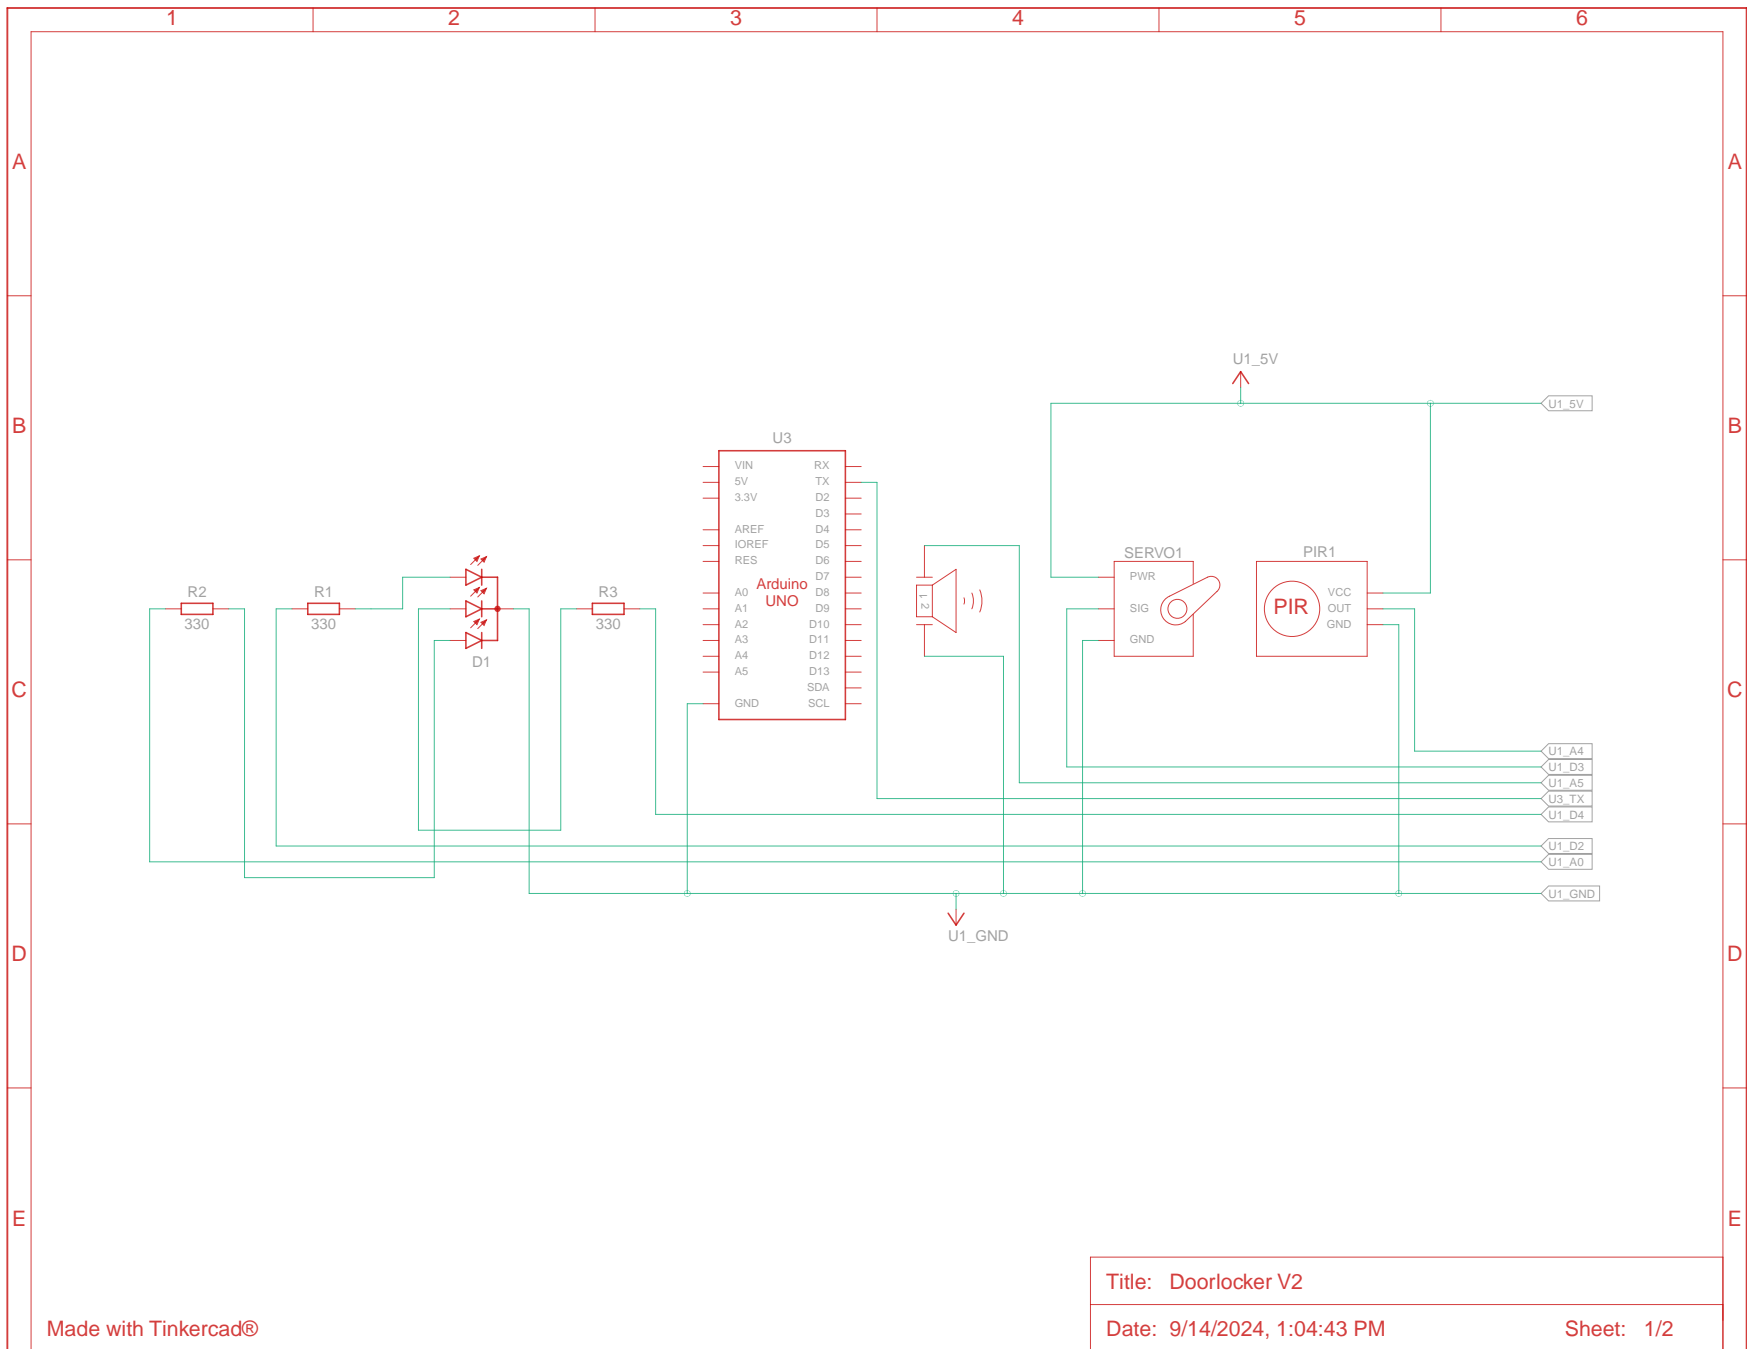 1 2 3 4 5 6
A A
U1_5V
U1_5V
B B
U3
VIN RX
5V TX
3.3V D2
D3
AREF D4
IOREF D5
RES D6
D7
A0 D8
A1 D9
A2 D10
A3 D11
A4 D12
A5 D13
SDA
GND SCL
Arduino
UNO
SERVO1
PWR
SIG
GND
PIR1
PIR
VCC
OUT
GND
1 2
R2
330
R1
330
D1
R3
330
C C
U1_A4
U1_D3
U1_A5
U3_TX
U1_D4
U1_D2
U1_A0
U1_GND
U1_GND
D D
E E
Title: Doorlocker V2
Made with Tinkercad®
Date: 9/14/2024, 1:04:43 PM Sheet: 1/2